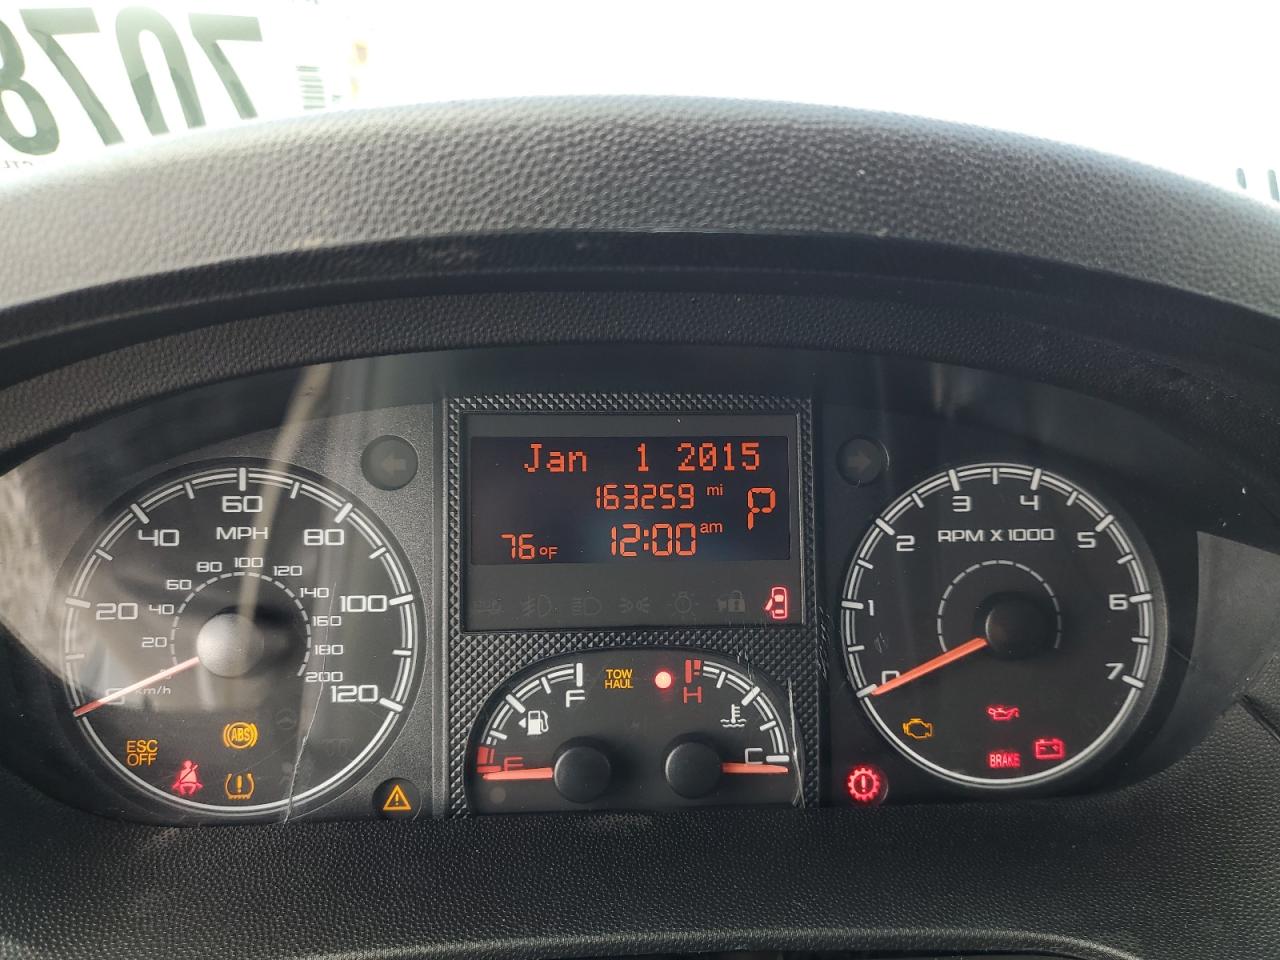 7078
Jan 1 2015
163259 mi
P
76°F 12:00 am
20 40 60 80 100 120
MPH
20 40 60 80 100 120 140 160 180 200
km/h
ESC
OFF
ABS
F
E
TOW
HAUL
H
C
0 1 2 3 4 5 6 7
RPM X 1000
BRAKE